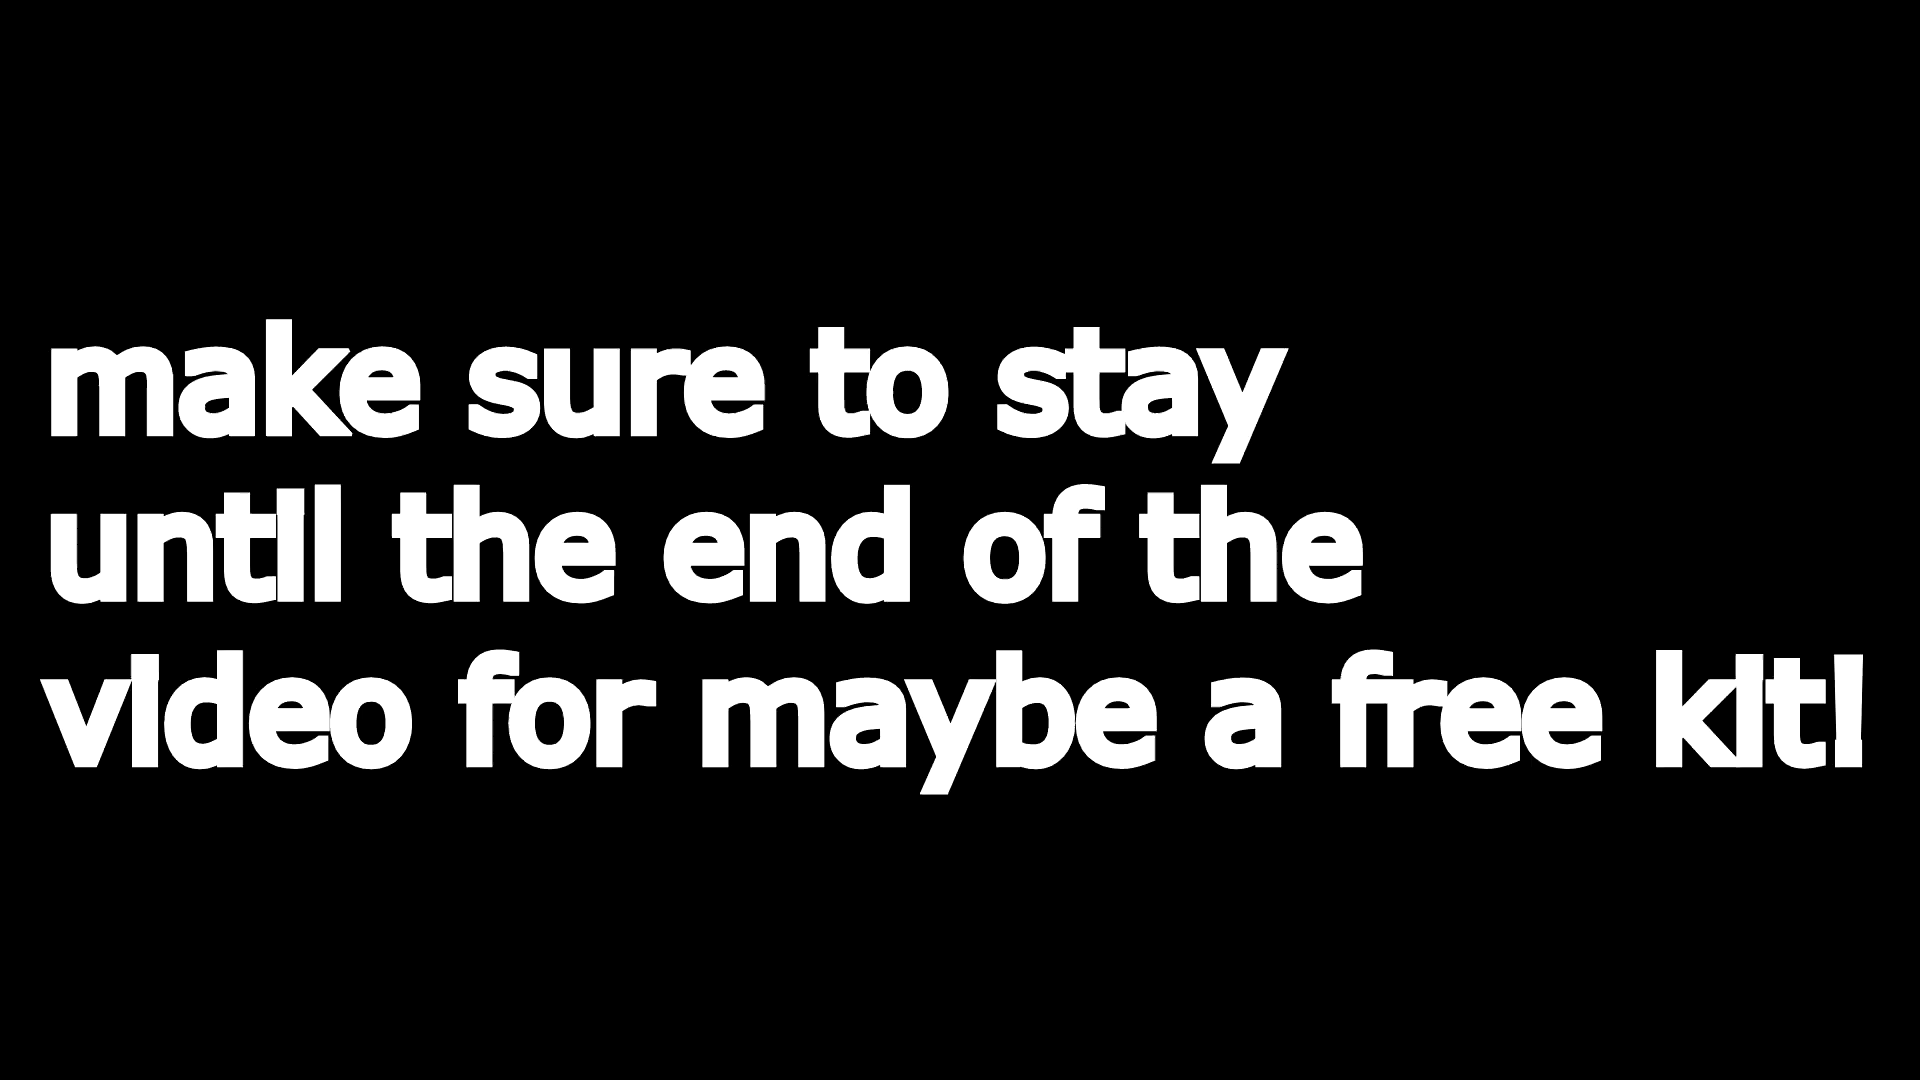 make sure to stay
until the end of the
video for maybe a free kit!